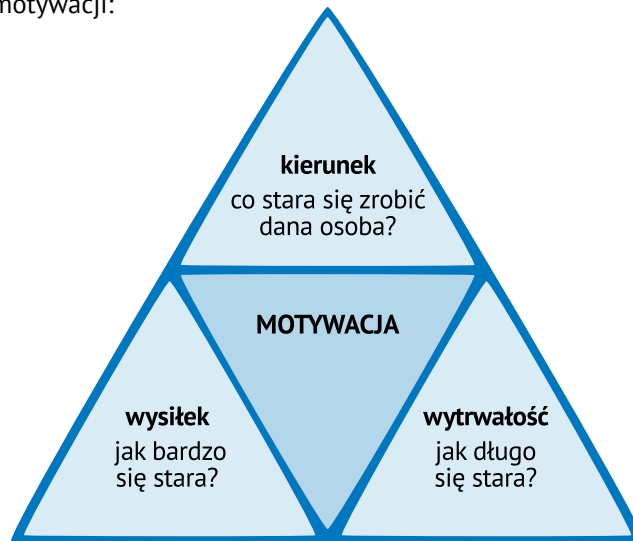 motywacji:
kierunek
co stara się zrobić
dana osoba?
MOTYWACJA
wysiłek
jak bardzo
się stara?
wytrwałość
jak długo
się stara?